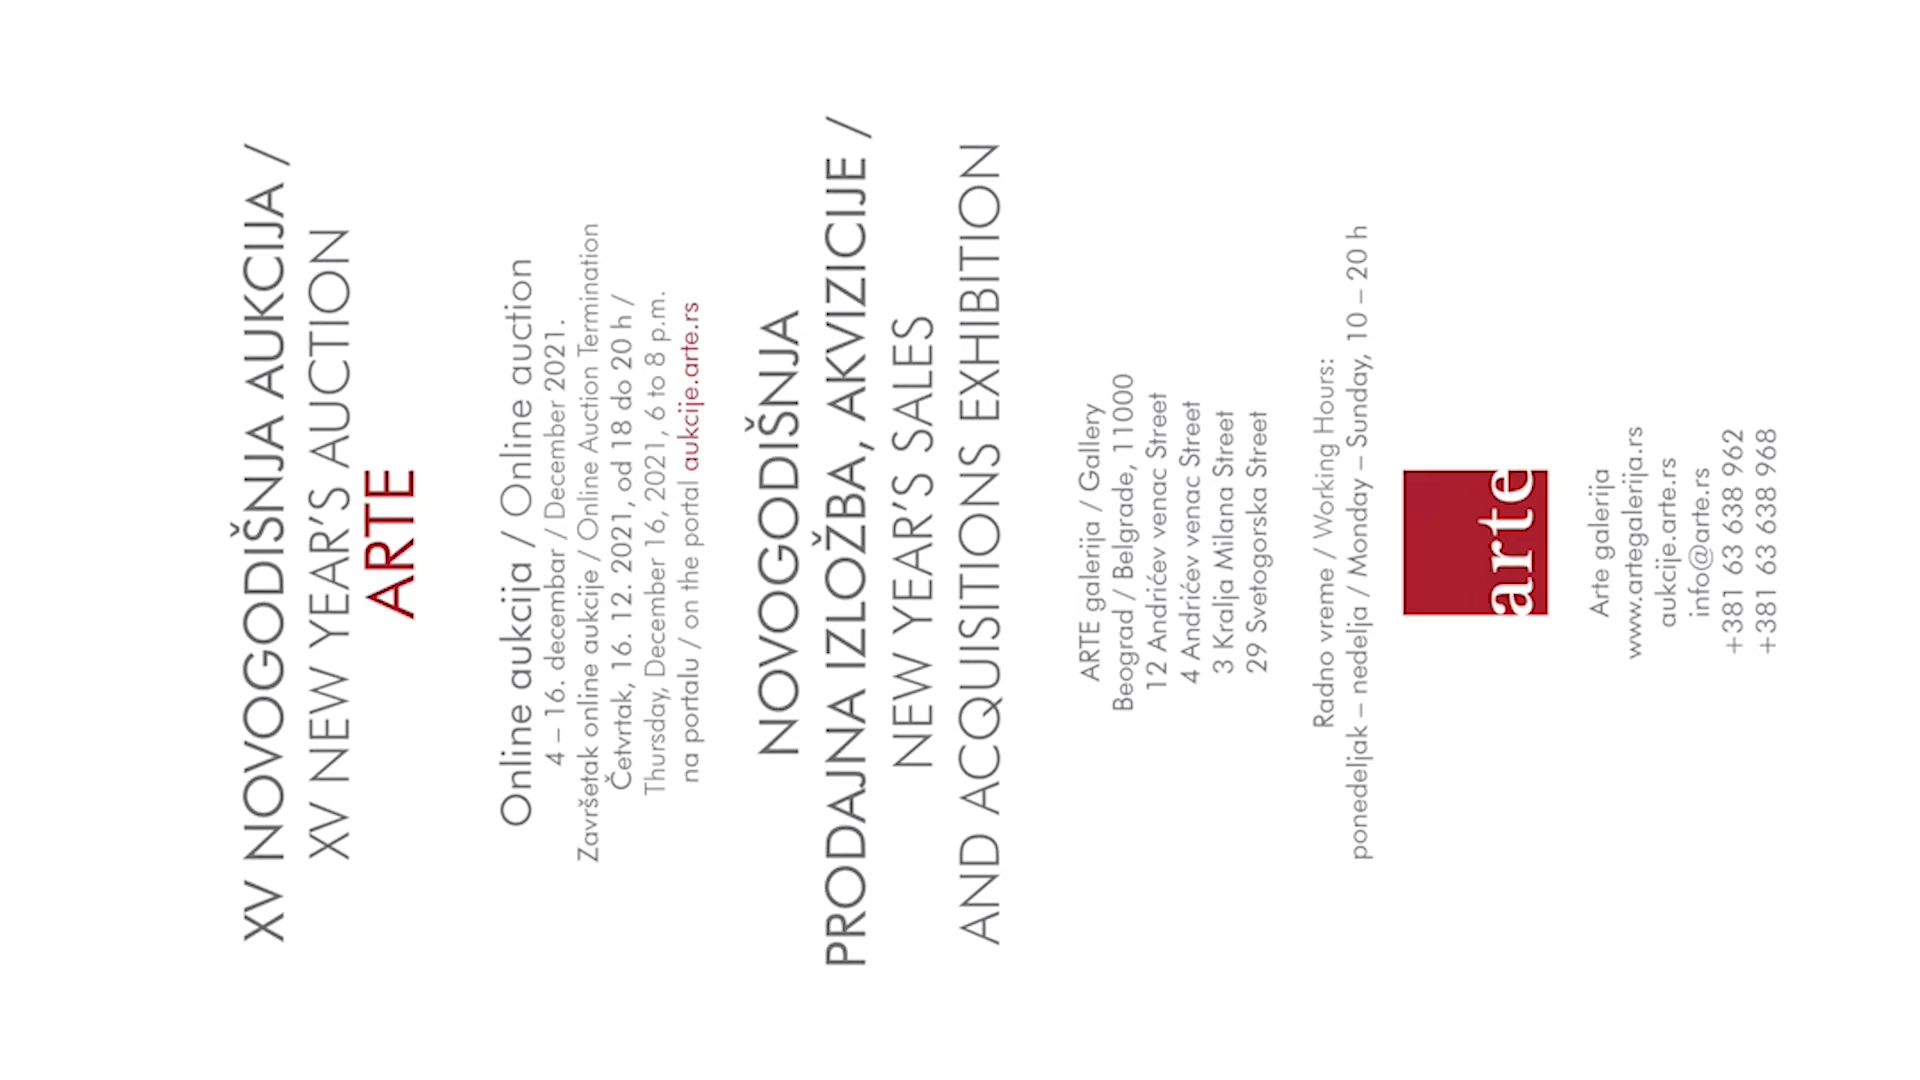 XV NOVOGODIŠNJA AUKCIJA /
XV NEW YEAR'S AUCTION
ARTE
Online aukcija / Online auction
4 – 16. decembar / December 2021.
Završetak online aukcije / Online Auction Termination
Četvrtak, 16. 12. 2021, od 18 do 20 h /
Thursday, December 16, 2021, 6 to 8 p.m.
na portalu / on the portal aukcije.arte.rs
NOVOGODIŠNJA
PRODAJNA IZLOŽBA, AKVIZICIJE /
NEW YEAR'S SALES
AND ACQUISITIONS EXHIBITION
ARTE galerija / Gallery
Beograd / Belgrade, 11000
12 Andrićev venac Street
4 Andrićev venac Street
3 Kralja Milana Street
29 Svetogorska Street
Radno vreme / Working Hours:
ponedeljak – nedelja / Monday – Sunday, 10 – 20 h
arte
Arte galerija
www.artegalerija.rs
aukcije.arte.rs
info@arte.rs
+381 63 638 962
+381 63 638 968